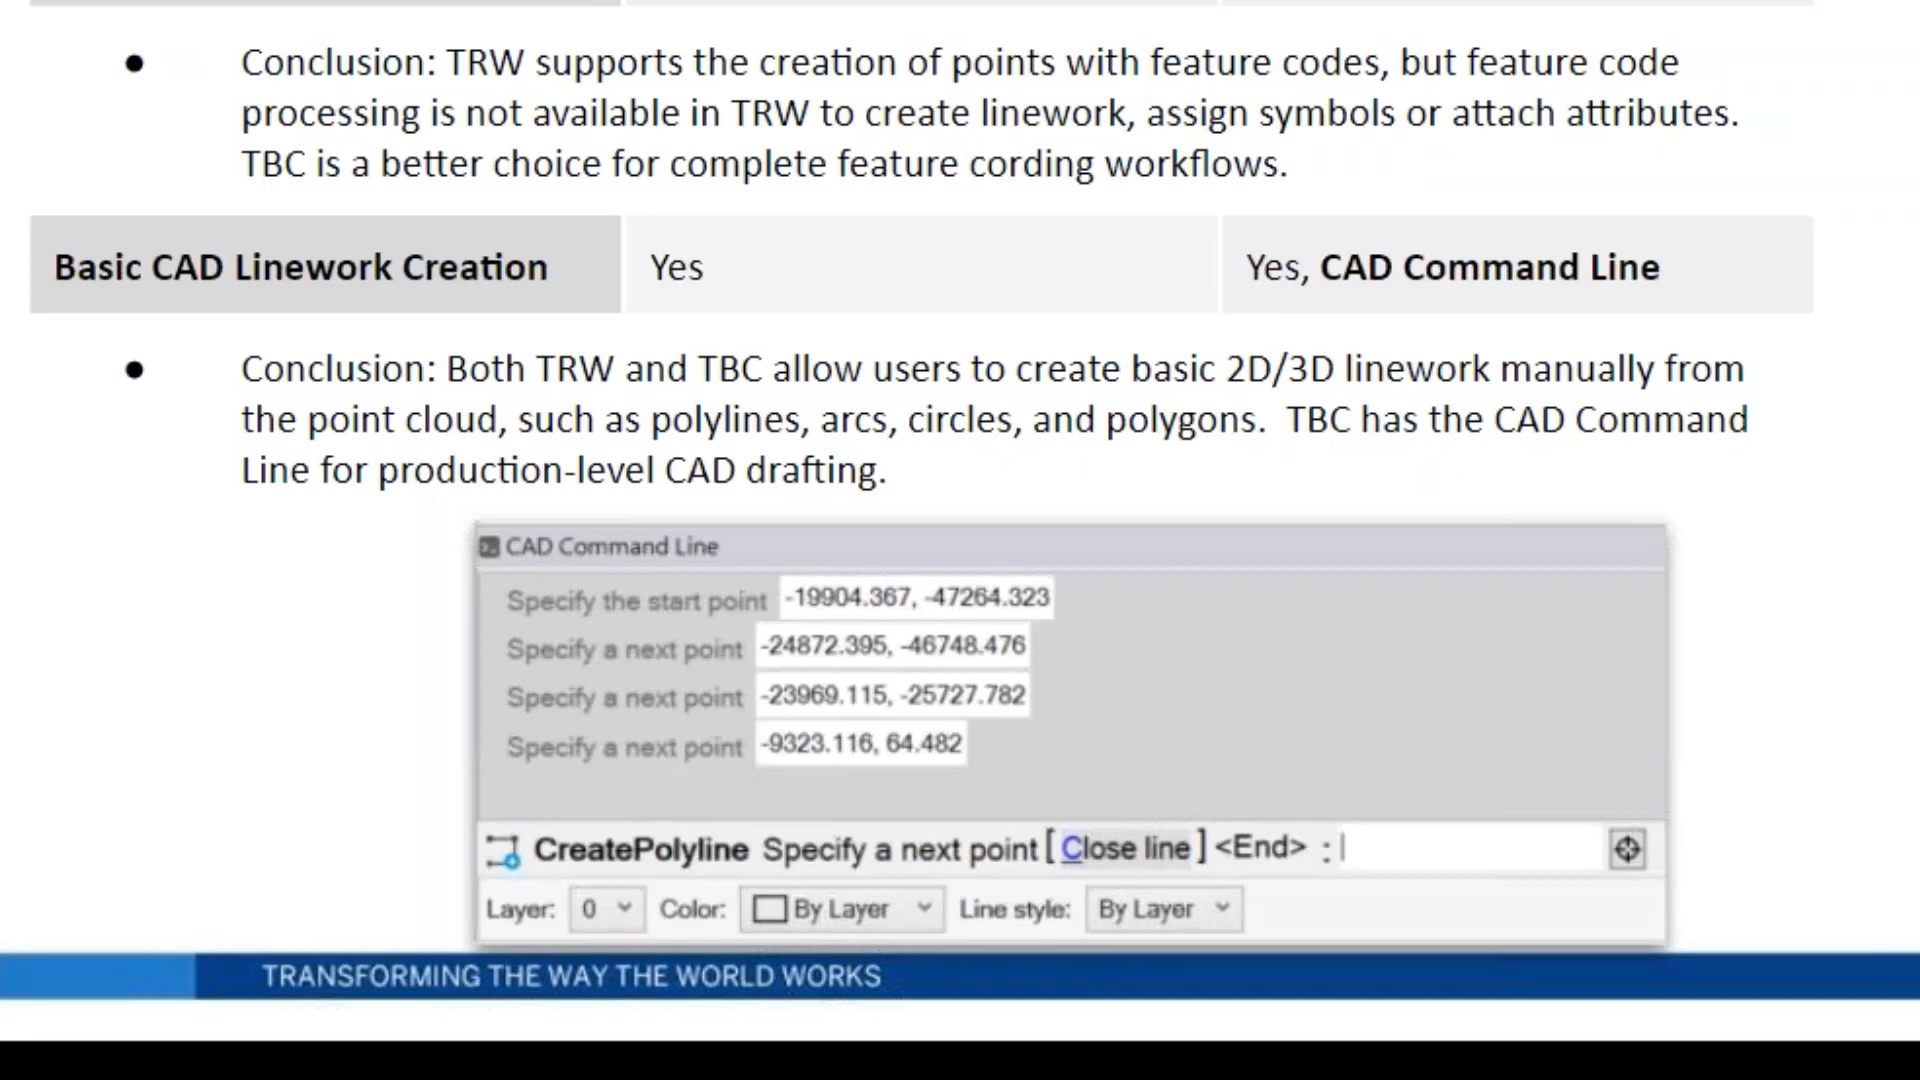 ● Conclusion: TRW supports the creation of points with feature codes, but feature code
processing is not available in TRW to create linework, assign symbols or attach attributes.
TBC is a better choice for complete feature cording workflows.
Basic CAD Linework Creation Yes Yes, CAD Command Line
● Conclusion: Both TRW and TBC allow users to create basic 2D/3D linework manually from
the point cloud, such as polylines, arcs, circles, and polygons.  TBC has the CAD Command
Line for production-level CAD drafting.
CAD Command Line
Specify the start point -19904.367, -47264.323
Specify a next point -24872.395, -46748.476
Specify a next point -23969.115, -25727.782
Specify a next point -9323.116, 64.482
CreatePolyline Specify a next point [ Close line ] <End> :
Layer: 0 Color: By Layer Line style: By Layer
TRANSFORMING THE WAY THE WORLD WORKS